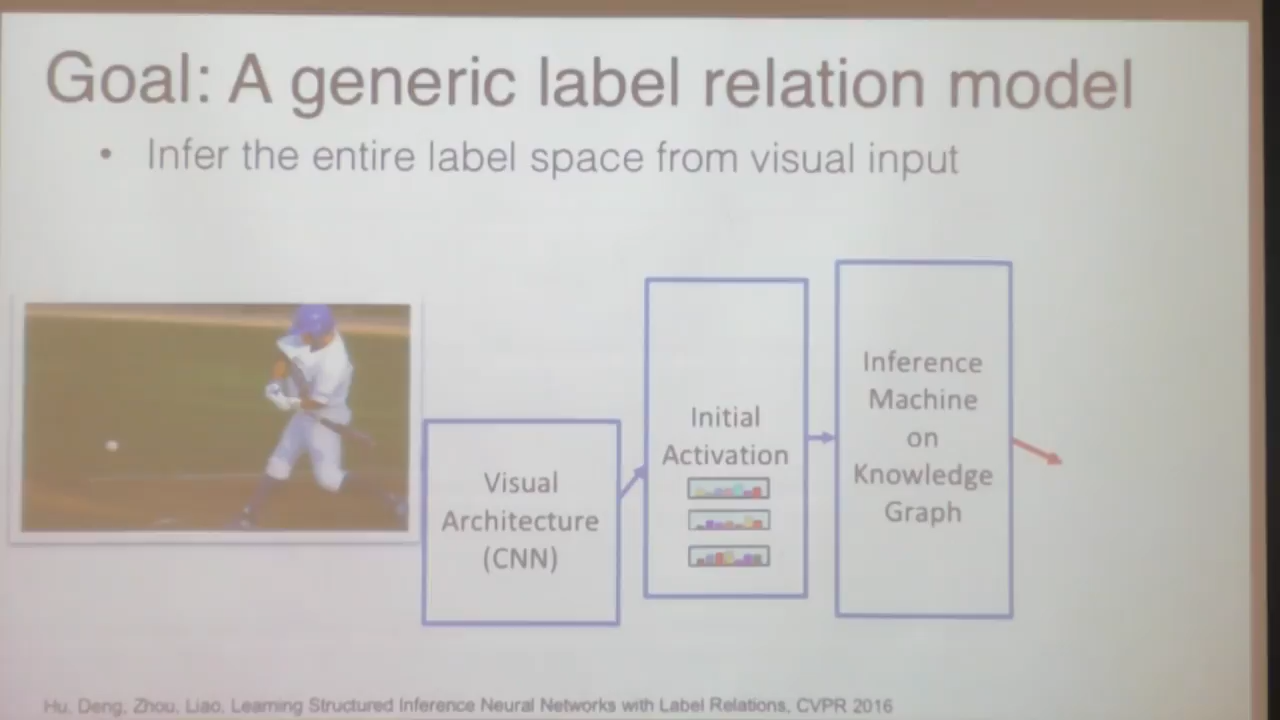 Goal: A generic label relation model
• Infer the entire label space from visual input
Visual
Architecture
(CNN)
Initial
Activation
Inference
Machine
on
Knowledge
Graph
Hu, Deng, Zhou, Liao, Learning Structured Inference Neural Networks with Label Relations, CVPR 2016